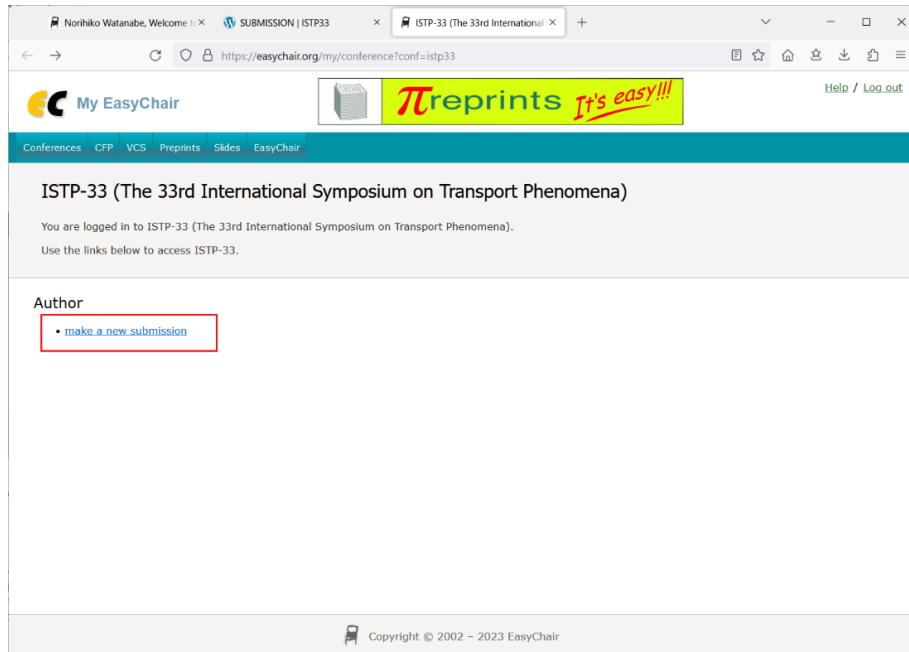 Norihiko Watanabe, Welcome t
SUBMISSION | ISTP33
ISTP-33 (The 33rd International
https://easychair.org/my/conference?conf=istp33
My EasyChair
πreprints It's easy!!!
Help / Log out
Conferences CFP VCS Preprints Slides EasyChair
ISTP-33 (The 33rd International Symposium on Transport Phenomena)
You are logged in to ISTP-33 (The 33rd International Symposium on Transport Phenomena).
Use the links below to access ISTP-33.
Author
• make a new submission
Copyright © 2002 – 2023 EasyChair